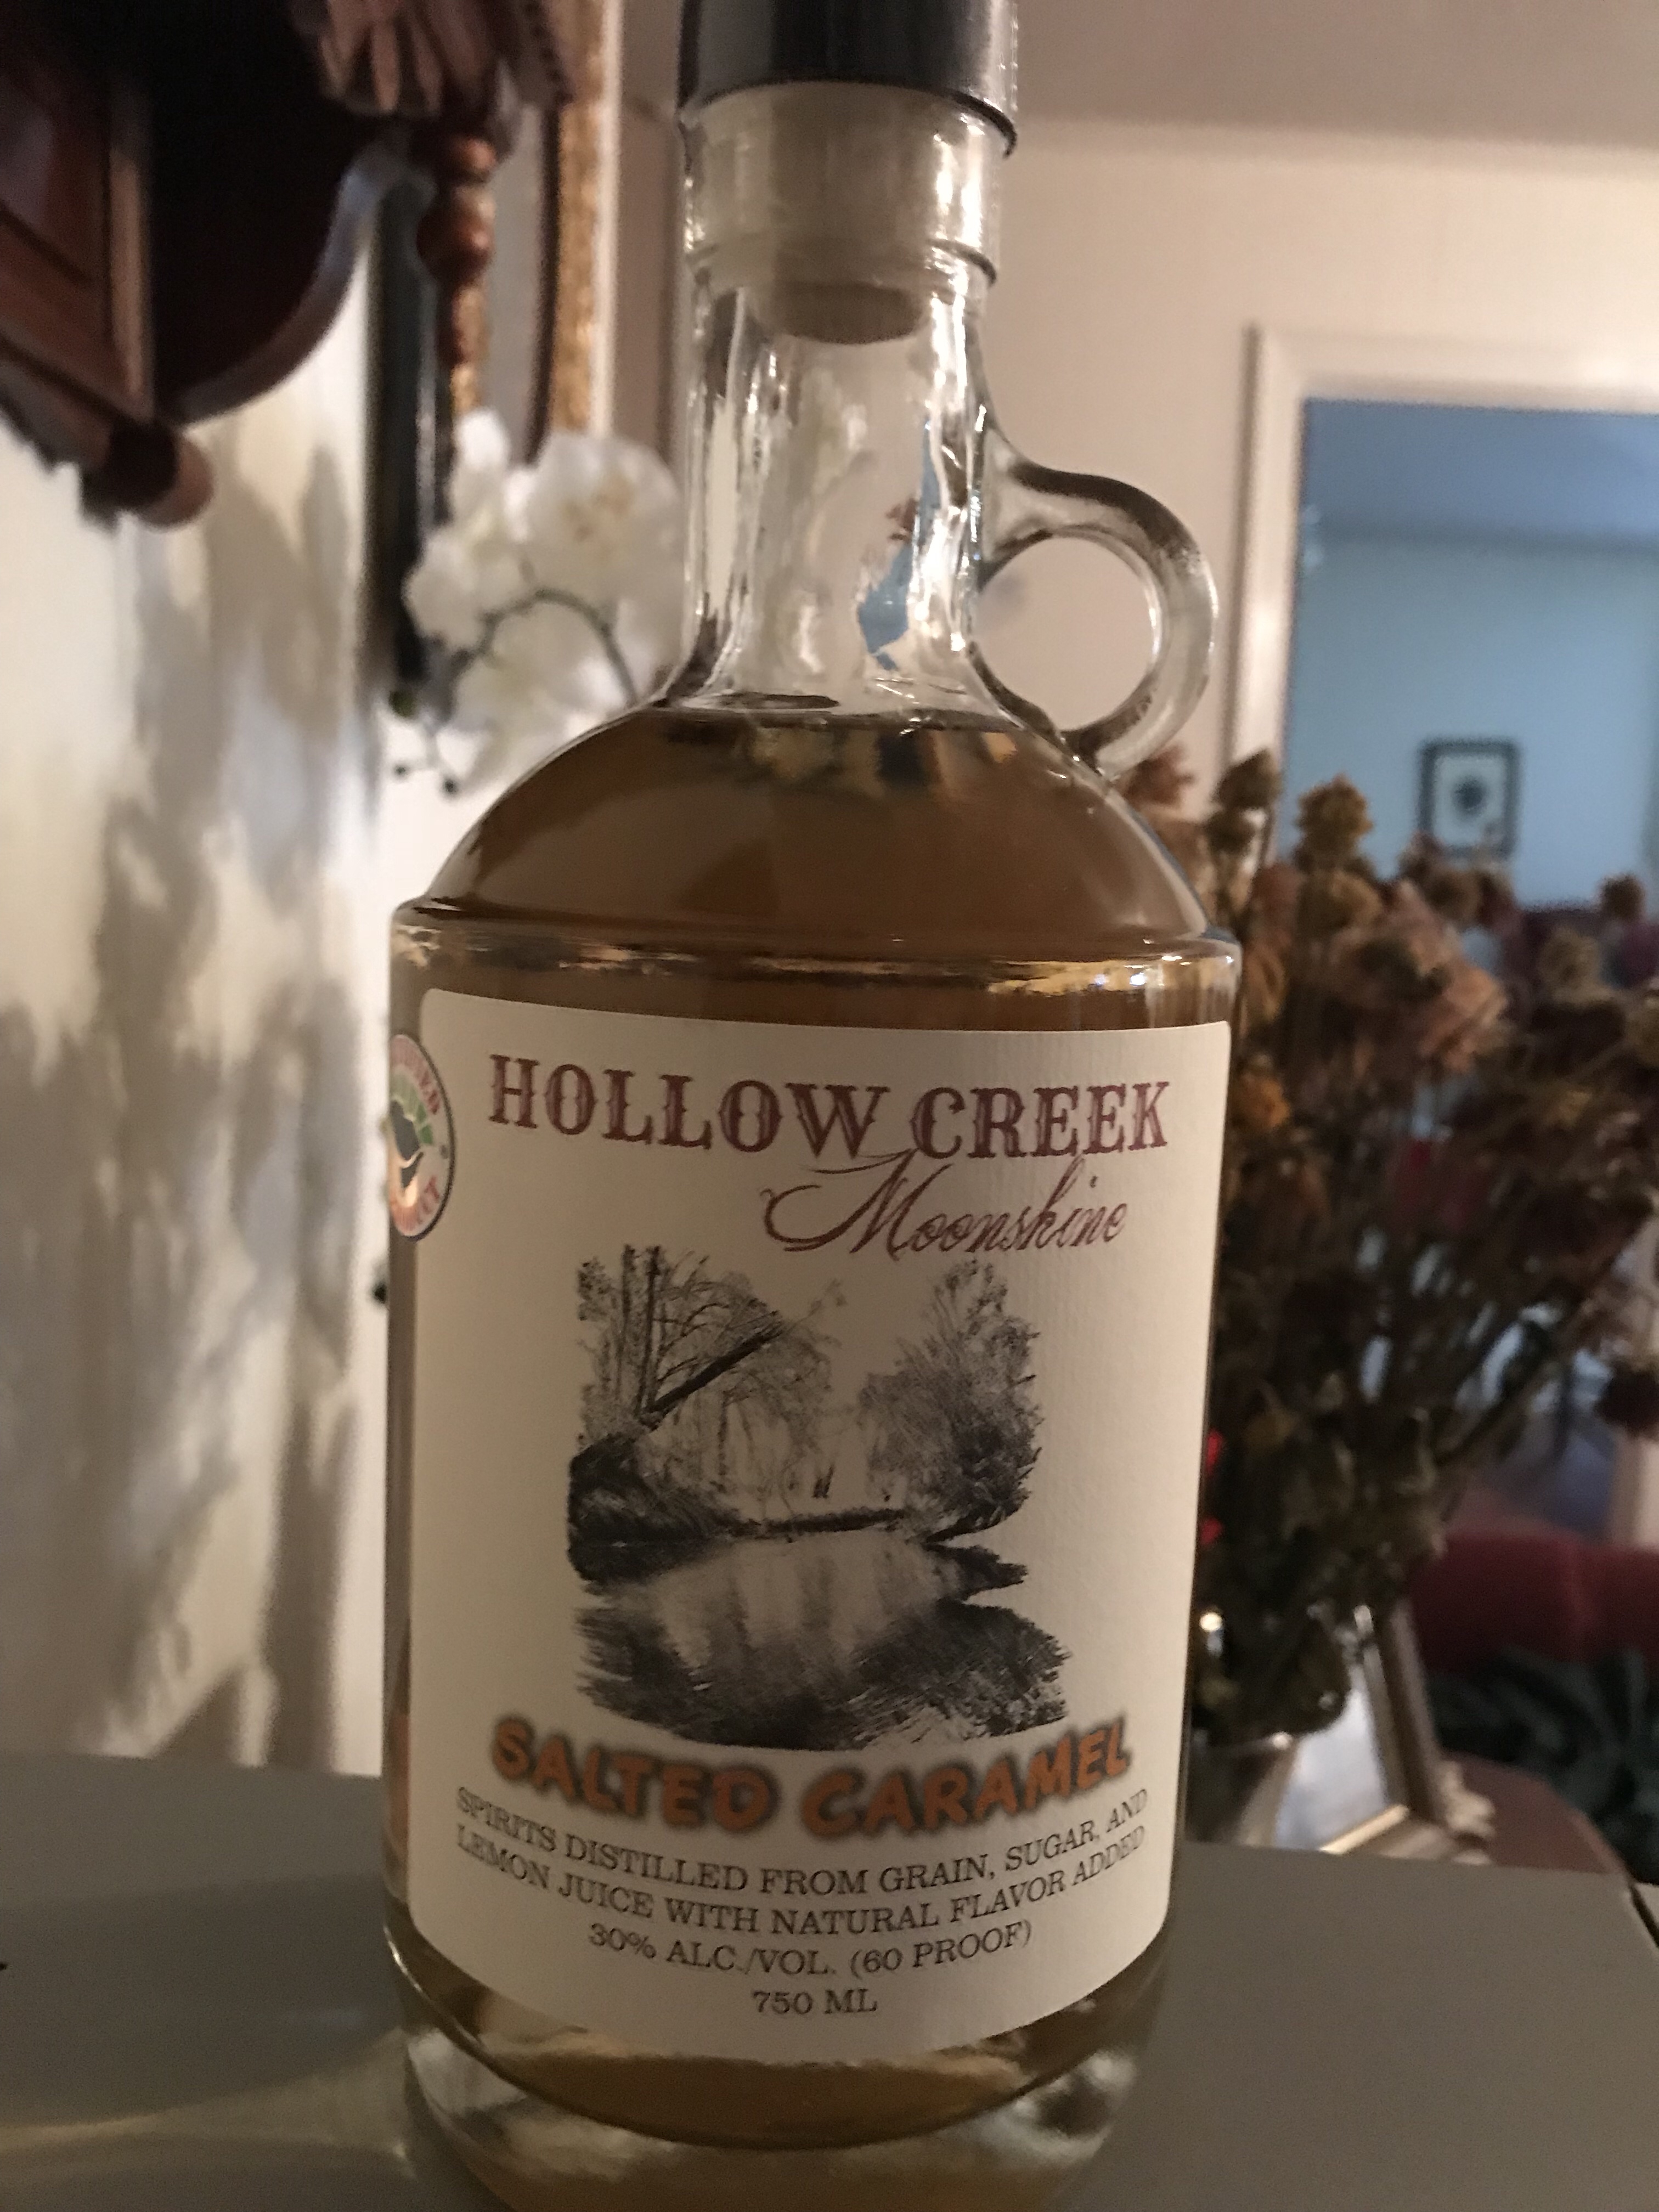 HOLLOW CREEK
Moonshine
SALTED CARAMEL
SPIRITS DISTILLED FROM GRAIN, SUGAR, AND
LEMON JUICE WITH NATURAL FLAVOR ADDED
30% ALC./VOL. (60 PROOF)
750 ML